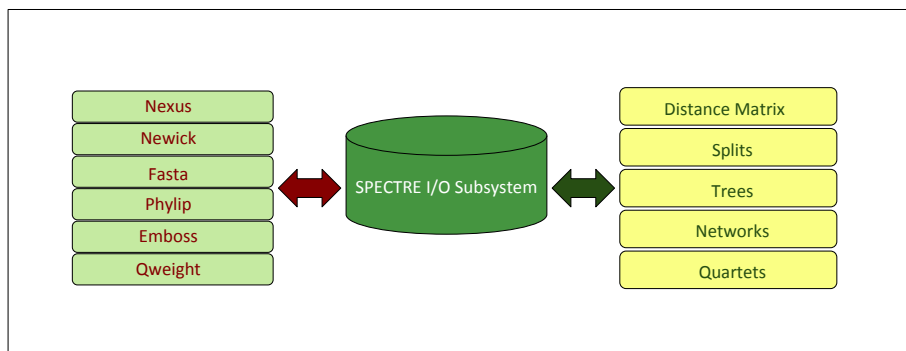 Nexus
Newick
Fasta
Phylip
Emboss
Qweight
SPECTRE I/O Subsystem
Distance Matrix
Splits
Trees
Networks
Quartets